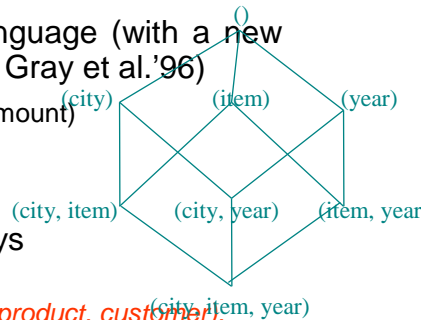 ()
nguage (with a new
Gray et al.'96)
(city) (item) (year)
mount)
(city, item) (city, year) (item, year
ys
product, customer),
(city, item, year)